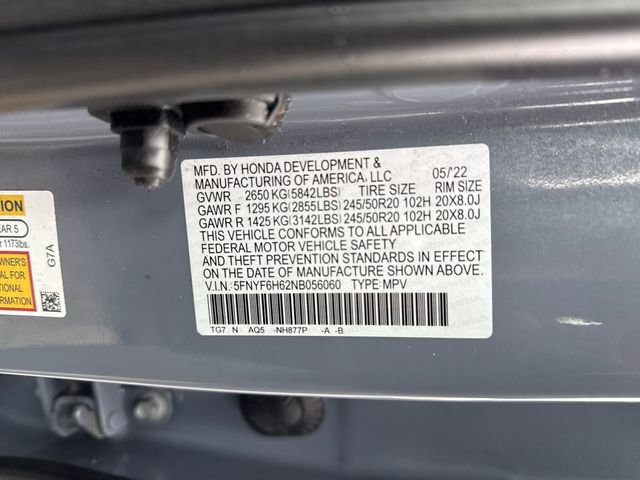 MFD. BY HONDA DEVELOPMENT &
MANUFACTURING OF AMERICA, LLC 05/'22
GVWR 2650 KG(5842LBS) TIRE SIZE RIM SIZE
GAWR F 1295 KG(2855LBS) 245/50R20 102H 20X8.0J
GAWR R 1425 KG(3142LBS) 245/50R20 102H 20X8.0J
THIS VEHICLE CONFORMS TO ALL APPLICABLE
FEDERAL MOTOR VEHICLE SAFETY
AND THEFT PREVENTION STANDARDS IN EFFECT
ON THE DATE OF MANUFACTURE SHOWN ABOVE.
V.I.N.:5FNYF6H62NB056060 TYPE:MPV
TG7 N AQ5 -NH877P -A -B
EAR 5
r 1173lbs.
G7A